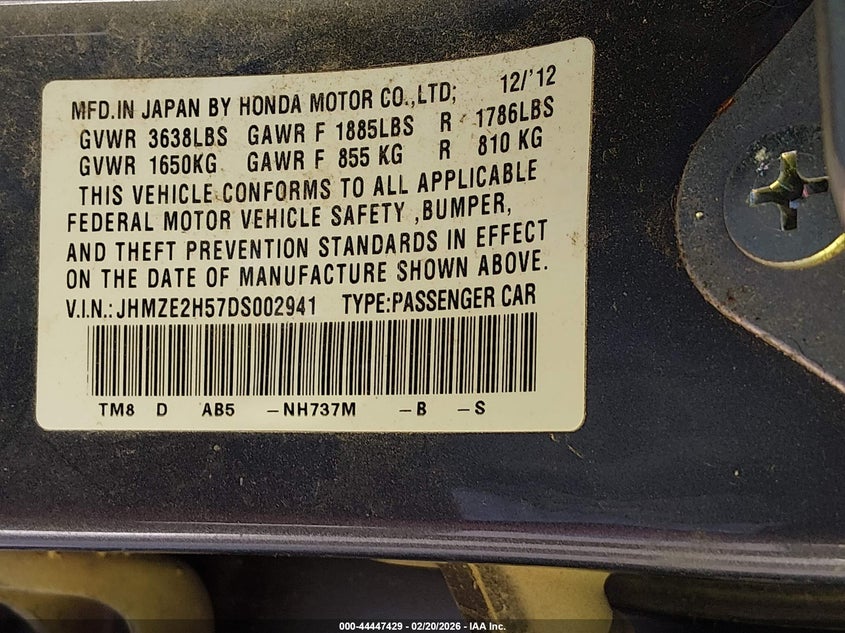 MFD.IN JAPAN BY HONDA MOTOR CO.,LTD; 12/'12
GVWR 3638LBS GAWR F 1885LBS R 1786LBS
GVWR 1650KG GAWR F 855 KG R 810 KG
THIS VEHICLE CONFORMS TO ALL APPLICABLE
FEDERAL MOTOR VEHICLE SAFETY ,BUMPER,
AND THEFT PREVENTION STANDARDS IN EFFECT
ON THE DATE OF MANUFACTURE SHOWN ABOVE.
V.I.N.: JHMZE2H57DS002941 TYPE:PASSENGER CAR
TM8 D AB5 -NH737M -B -S
000-44447429 - 02/20/2026 - IAA Inc.